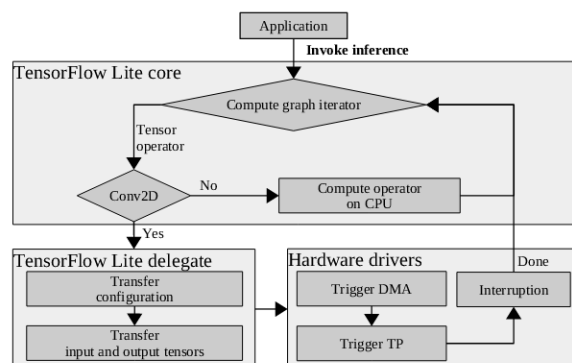 Application
Invoke inference
TensorFlow Lite core
Compute graph iterator
Tensor
operator
Conv2D
No
Compute operator
on CPU
Yes
TensorFlow Lite delegate
Transfer
configuration
Transfer
input and output tensors
Hardware drivers
Done
Trigger DMA
Interruption
Trigger TP